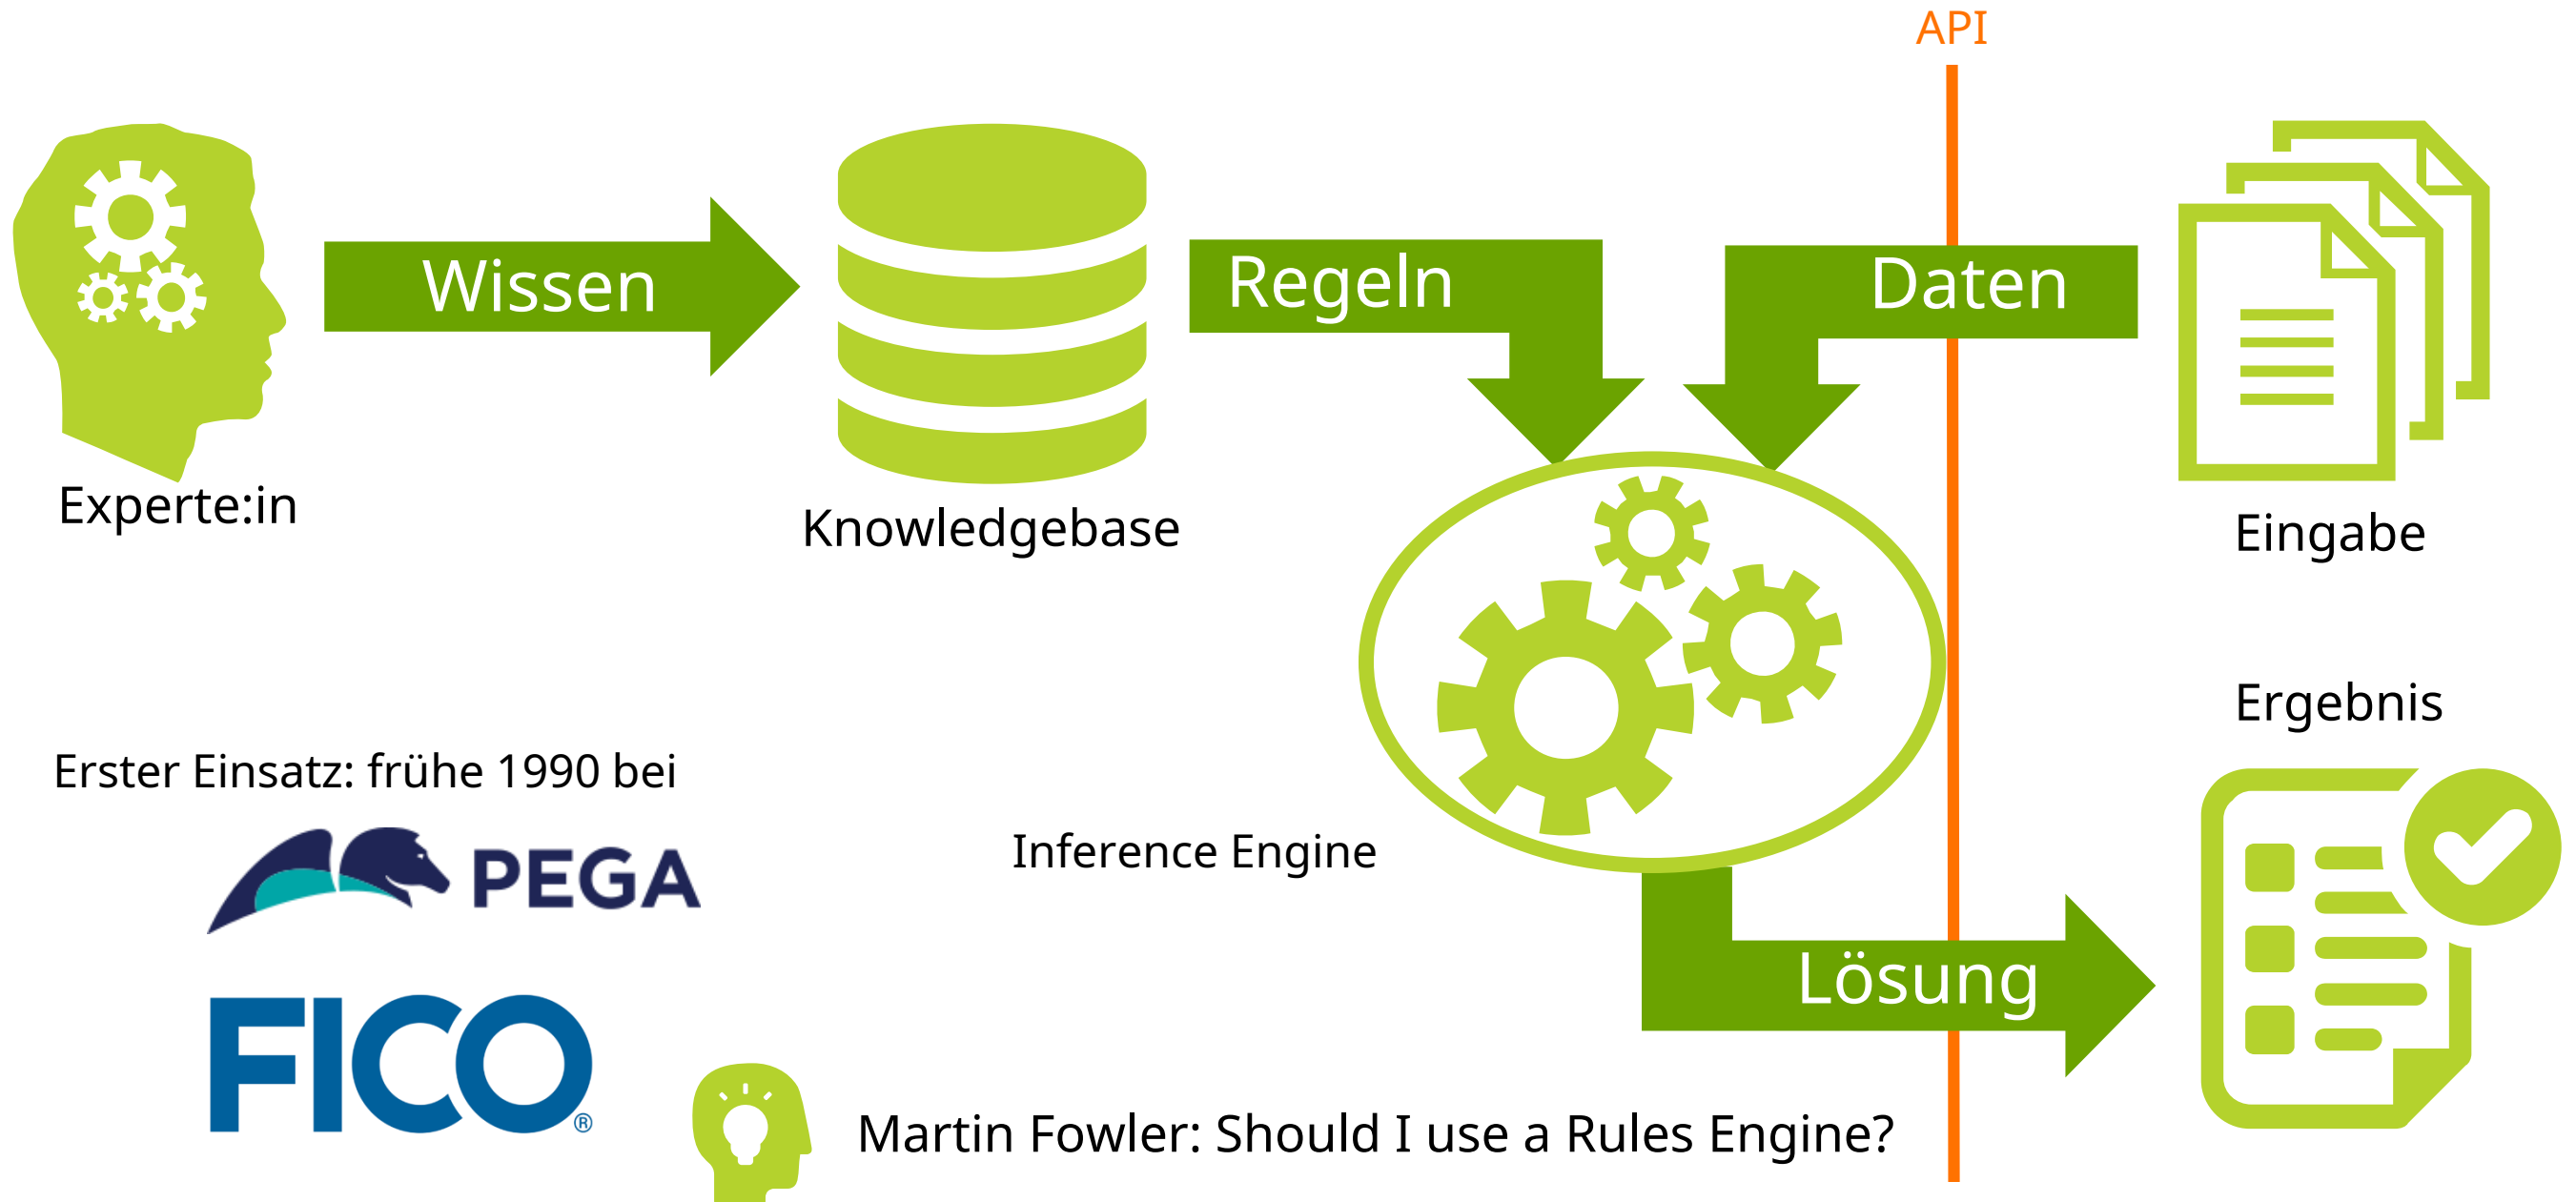 API
Wissen
Regeln
Daten
Experte:in
Knowledgebase
Eingabe
Ergebnis
Erster Einsatz: frühe 1990 bei
PEGA
Inference Engine
Lösung
FICO®
Martin Fowler: Should I use a Rules Engine?